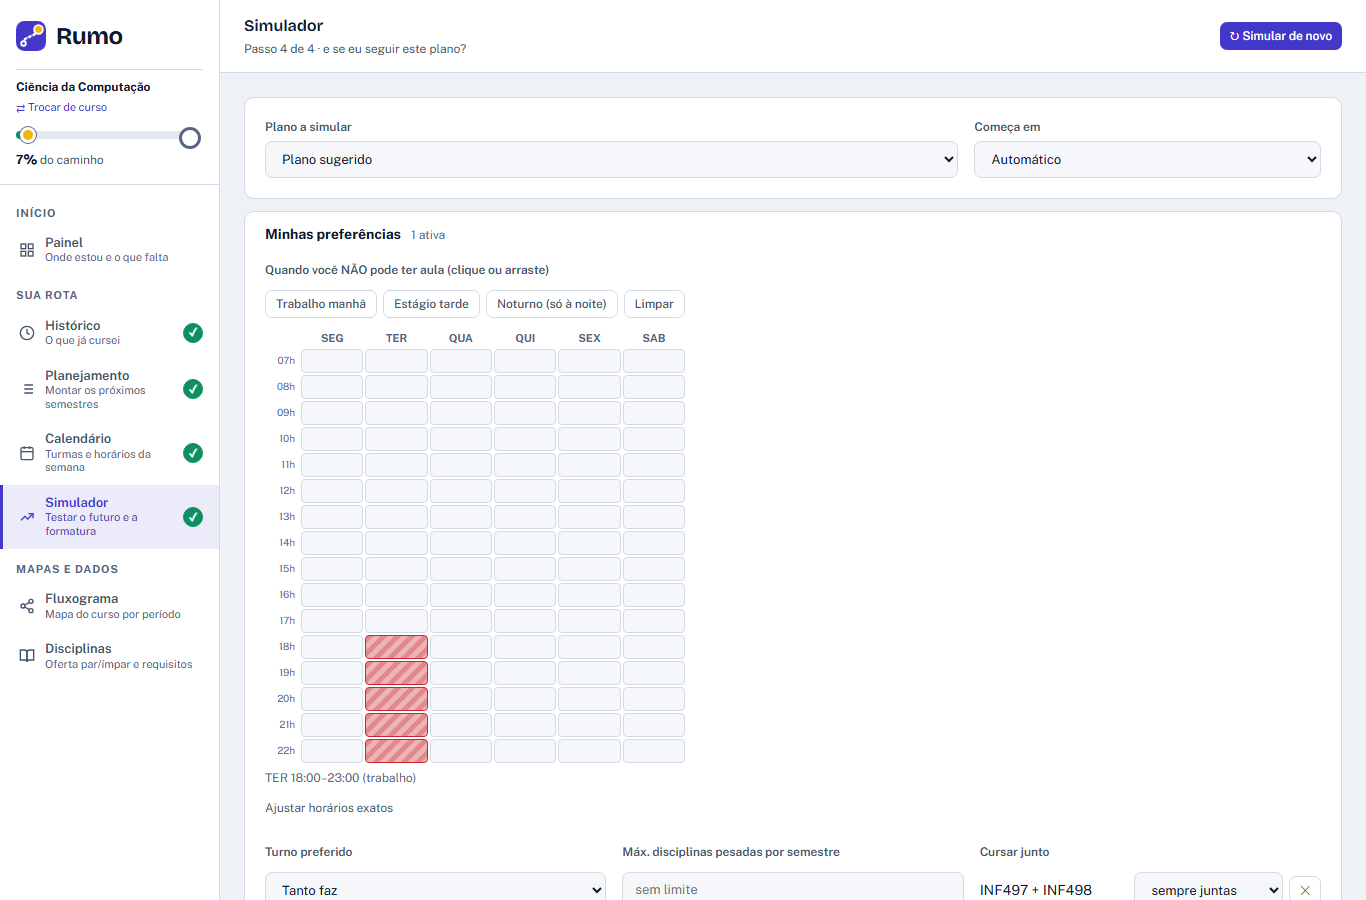 Rumo
Ciência da Computação
⇄ Trocar de curso
7% do caminho
INÍCIO
Painel
Onde estou e o que falta
SUA ROTA
Histórico
O que já cursei
Planejamento
Montar os próximos
semestres
Calendário
Turmas e horários da
semana
Simulador
Testar o futuro e a
formatura
MAPAS E DADOS
Fluxograma
Mapa do curso por período
Disciplinas
Oferta par/ímpar e requisitos
Simulador
Passo 4 de 4 · e se eu seguir este plano?
↻ Simular de novo
Plano a simular
Começa em
Plano sugerido
Automático
Minhas preferências 1 ativa
Quando você NÃO pode ter aula (clique ou arraste)
Trabalho manhã
Estágio tarde
Noturno (só à noite)
Limpar
SEG TER QUA QUI SEX SAB
07h
08h
09h
10h
11h
12h
13h
14h
15h
16h
17h
18h
19h
20h
21h
22h
TER 18:00–23:00 (trabalho)
Ajustar horários exatos
Turno preferido
Máx. disciplinas pesadas por semestre
Cursar junto
Tanto faz
sem limite
INF497 + INF498
sempre juntas
×